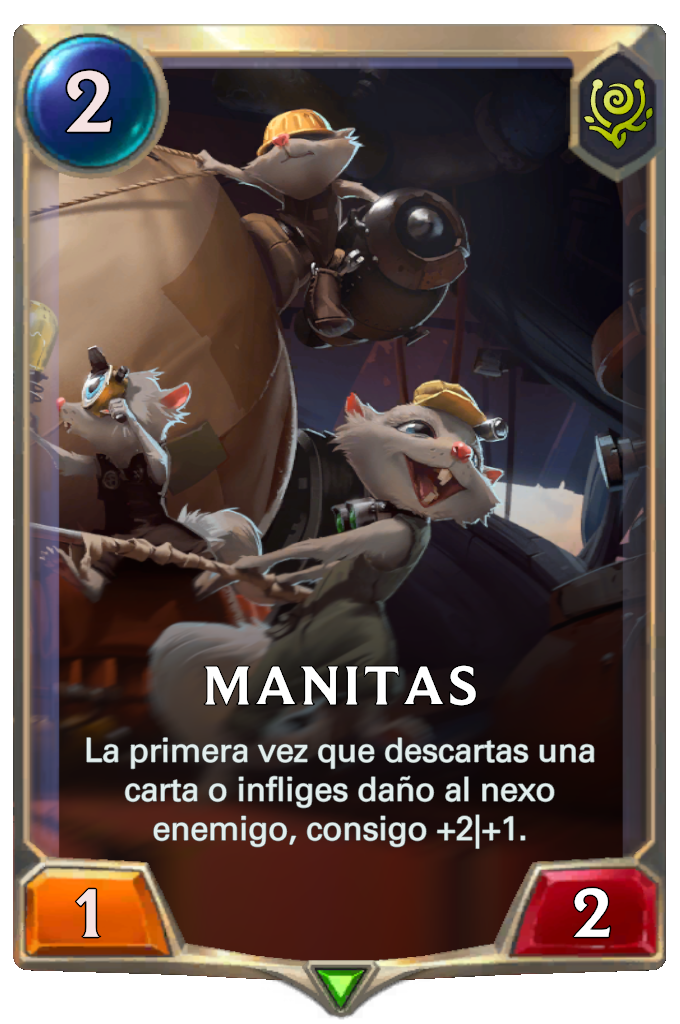 2
MANITAS
La primera vez que descartas una
carta o infliges daño al nexo
enemigo, consigo +2|+1.
1
2